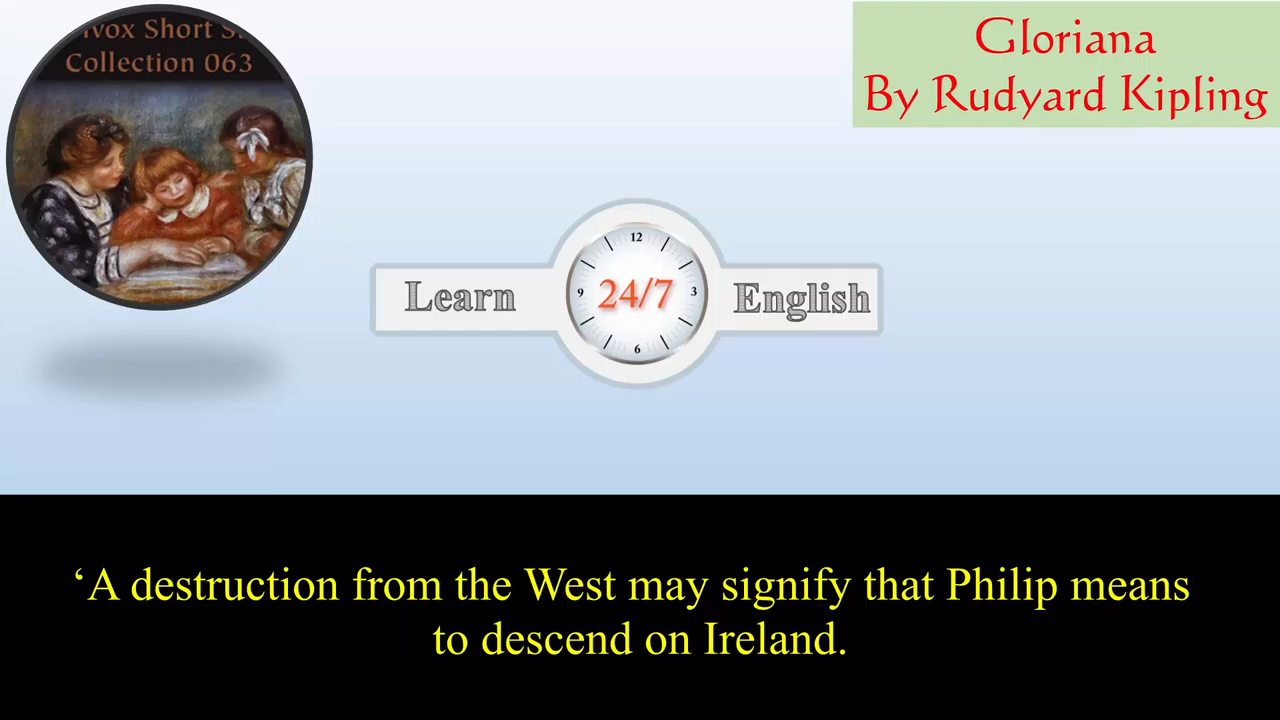 Short
Collection 063
Gloriana
By Rudyard Kipling
12
Learn 9 24/7 3 English
6
‘A destruction from the West may signify that Philip means
to descend on Ireland.